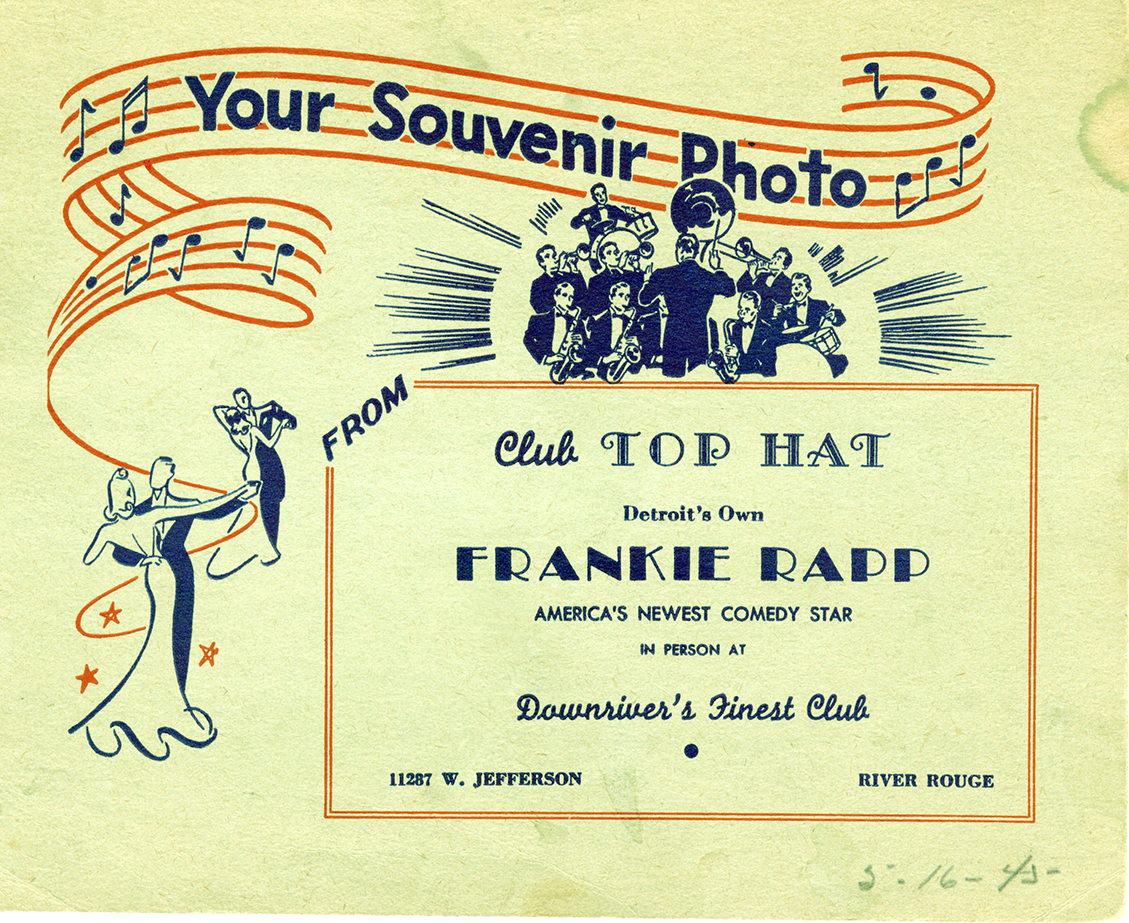 Your Souvenir Photo
FROM
Club TOP HAT
Detroit's Own
FRANKIE RAPP
AMERICA'S NEWEST COMEDY STAR
IN PERSON AT
Downriver's Finest Club
11287 W. JEFFERSON RIVER ROUGE
5-16-45-